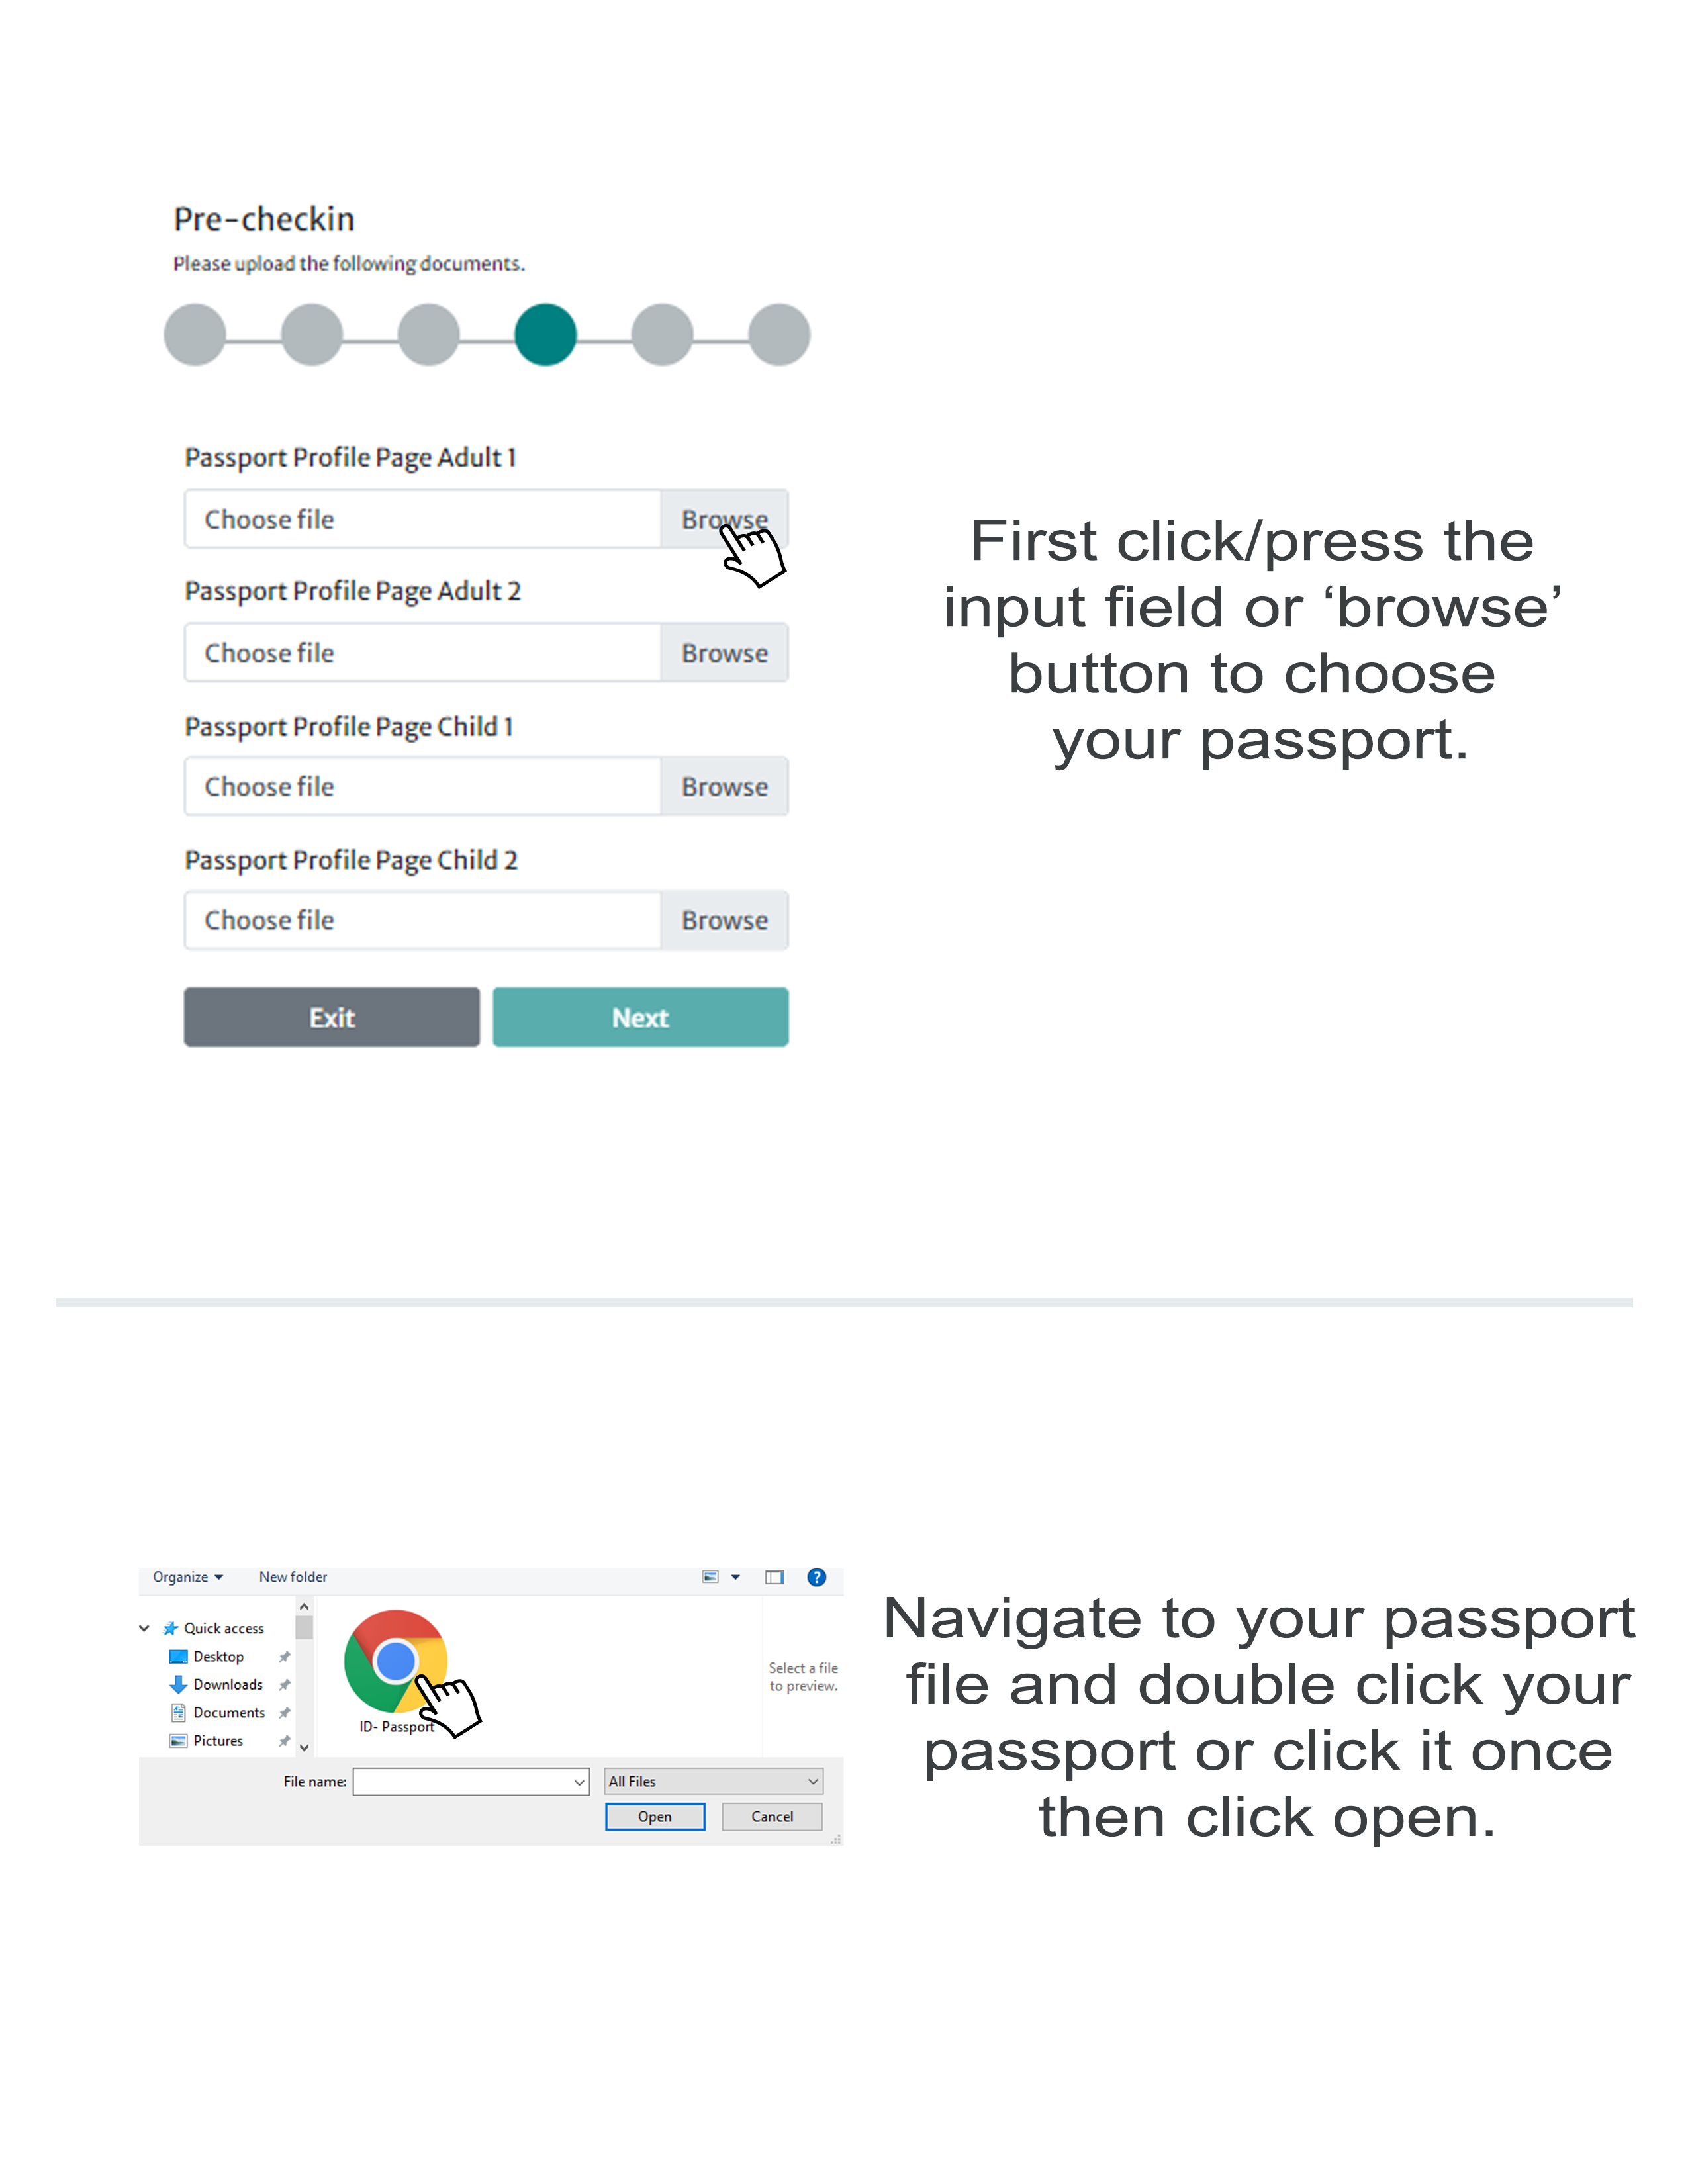 Pre-checkin
Please upload the following documents.
Passport Profile Page Adult 1
Choose file Browse
Passport Profile Page Adult 2
Choose file Browse
Passport Profile Page Child 1
Choose file Browse
Passport Profile Page Child 2
Choose file Browse
Exit Next
First click/press the
input field or ‘browse’
button to choose
your passport.
Organize New folder ?
Quick access
Desktop
Downloads
Documents
Pictures
ID- Passport
Select a file
to preview.
File name: All Files
Open Cancel
Navigate to your passport
file and double click your
passport or click it once
then click open.